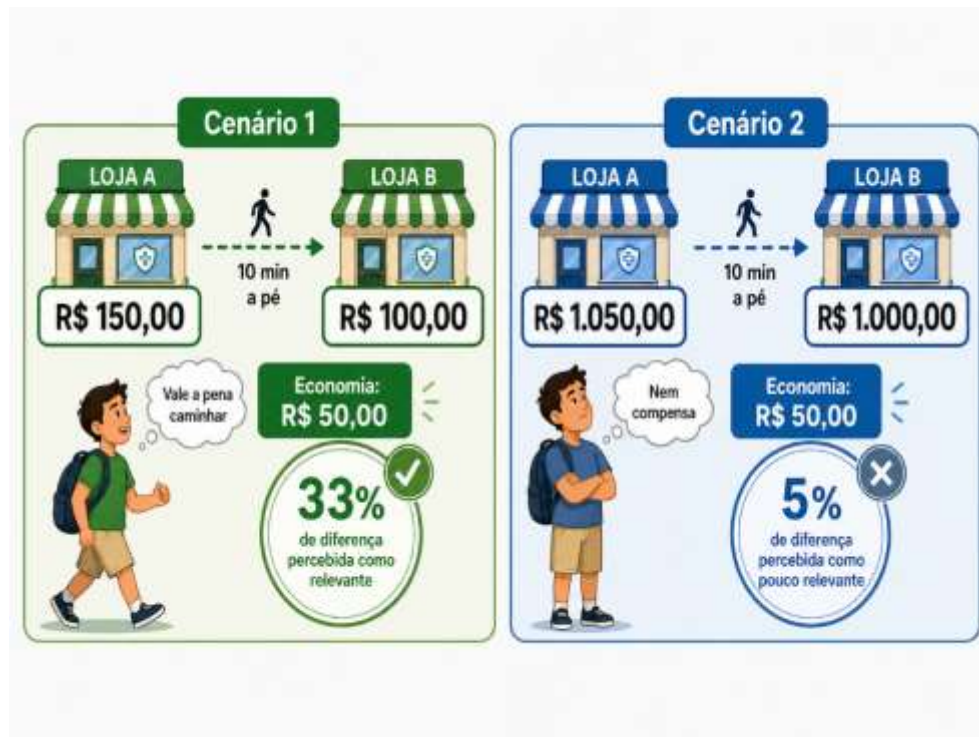 Cenário 1
LOJA A
LOJA B
10 min
a pé
R$ 150,00
R$ 100,00
Vale a pena
caminhar
Economia:
R$ 50,00
33%
de diferença
percebida como
relevante
Cenário 2
LOJA A
LOJA B
10 min
a pé
R$ 1.050,00
R$ 1.000,00
Nem
compensa
Economia:
R$ 50,00
5%
de diferença
percebida como
pouco relevante